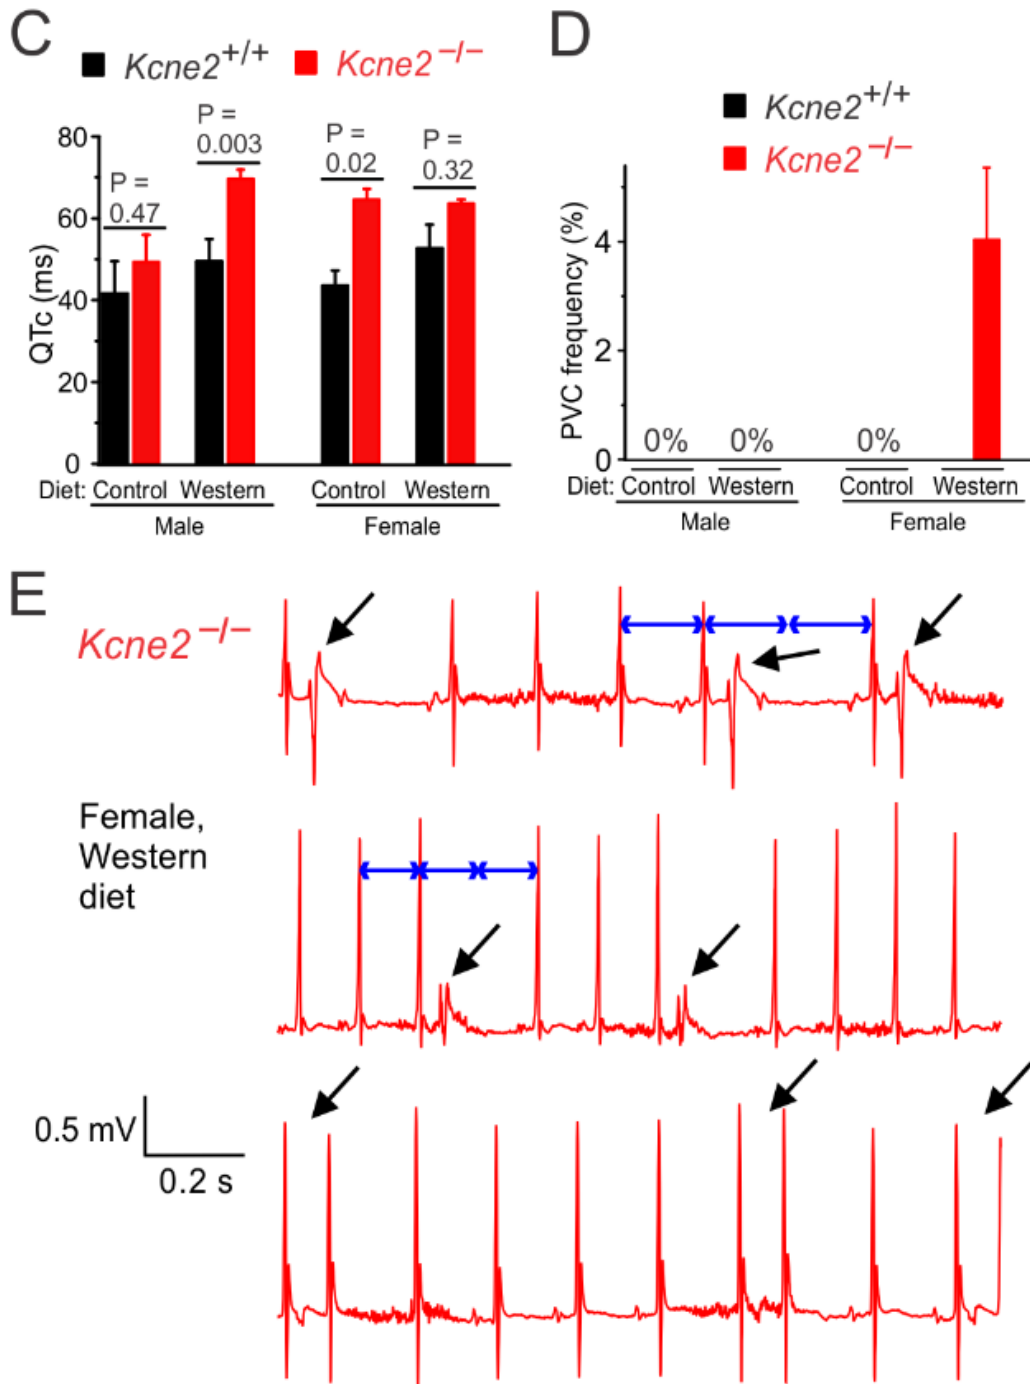 C
Kcne2+/+ Kcne2−/−
QTc (ms)
80
60
40
20
0
P =
0.47
P =
0.003
P =
0.02
P =
0.32
Diet: Control Western Control Western
Male Female
D
Kcne2+/+
Kcne2−/−
PVC frequency (%)
4
2
0
0% 0% 0%
Diet: Control Western Control Western
Male Female
E
Kcne2−/−
Female,
Western
diet
0.5 mV
0.2 s